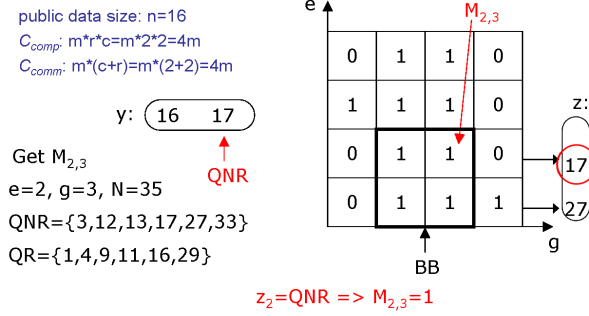 public data size: n=16
C_comp: m*r*c=m*2*2=4m
C_comm: m*(c+r)=m*(2+2)=4m
y: 16 17
QNR
Get M_2,3
e=2, g=3, N=35
QNR={3,12,13,17,27,33}
QR={1,4,9,11,16,29}
e
M_2,3
0 1 1 0
1 1 1 0
0 1 1 0
0 1 1 1
z:
17
27
g
BB
z_2=QNR => M_2,3=1